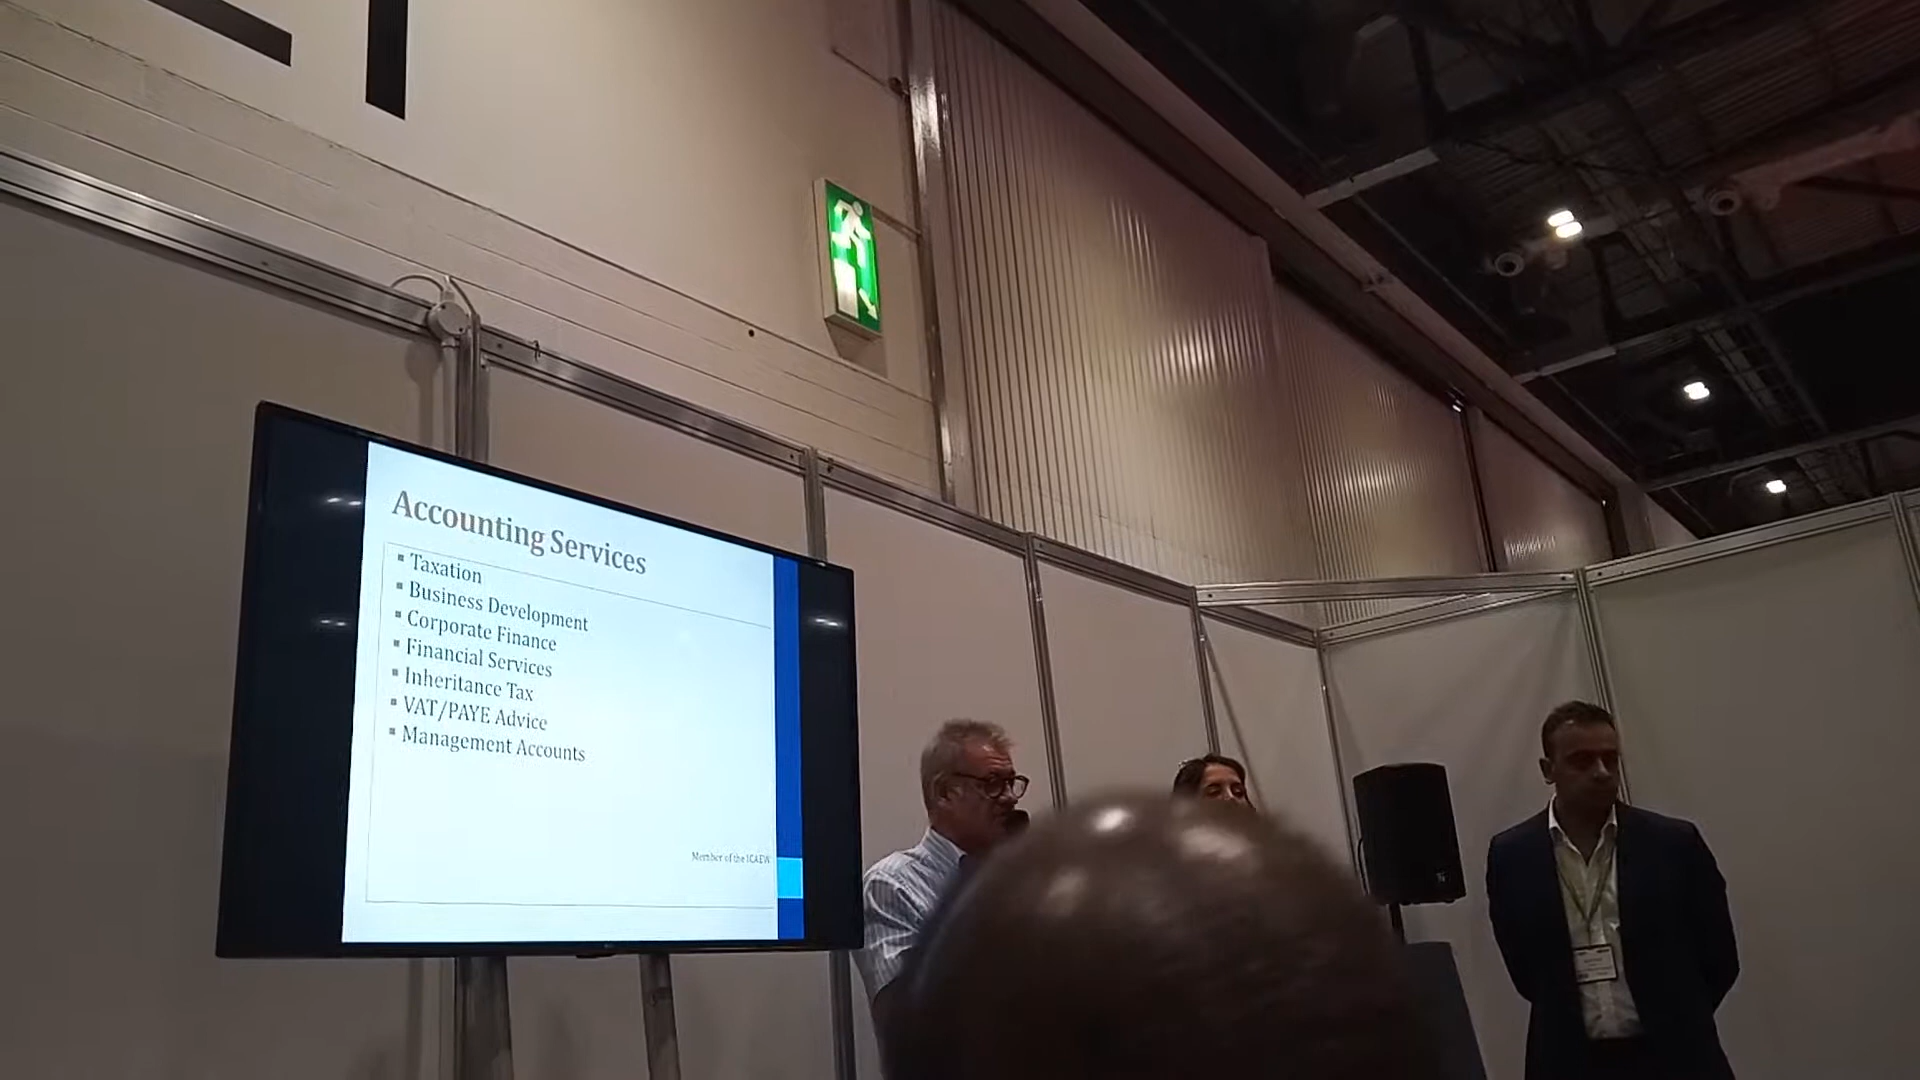 Accounting Services
▪ Taxation
▪ Business Development
▪ Corporate Finance
▪ Financial Services
▪ Inheritance Tax
▪ VAT/PAYE Advice
▪ Management Accounts
Member of the ICAEW